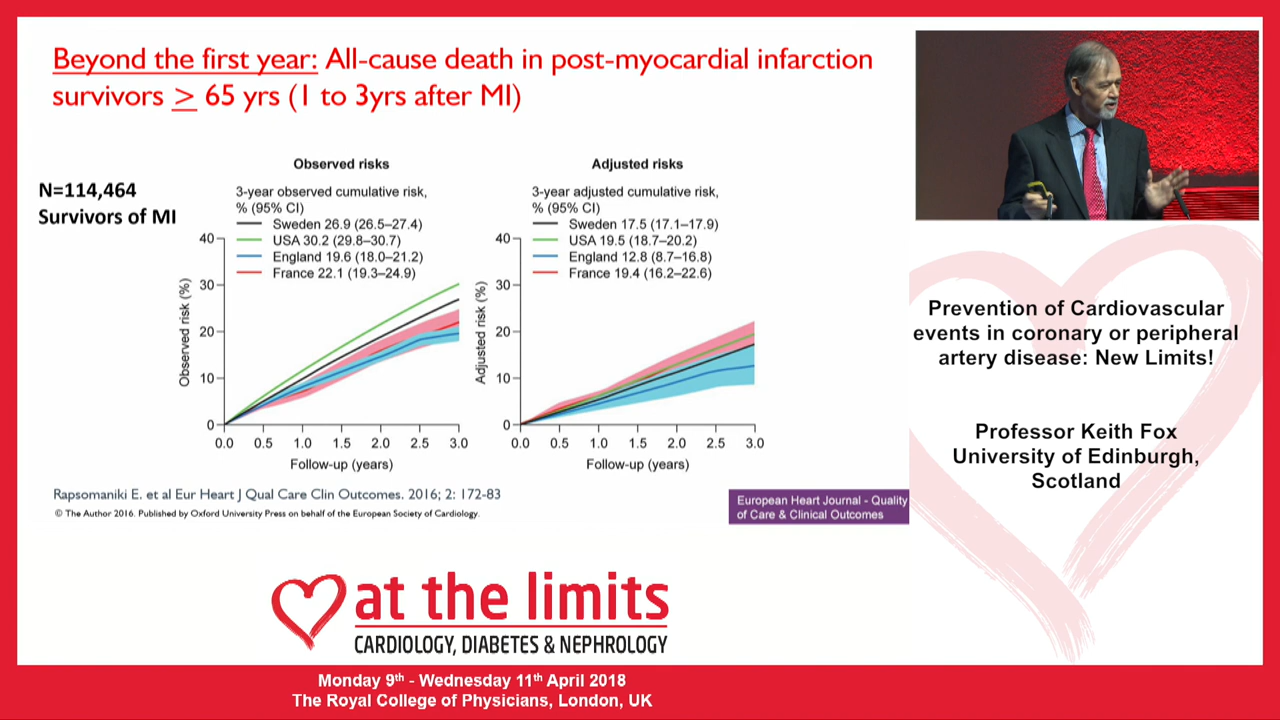 Beyond the first year: All-cause death in post-myocardial infarction
survivors ≥ 65 yrs (1 to 3yrs after MI)
N=114,464
Survivors of MI
Observed risks
3-year observed cumulative risk,
% (95% CI)
Sweden 26.9 (26.5–27.4)
USA 30.2 (29.8–30.7)
England 19.6 (18.0–21.2)
France 22.1 (19.3–24.9)
Observed risk (%)
40
30
20
10
0
0.0 0.5 1.0 1.5 2.0 2.5 3.0
Follow-up (years)
Adjusted risks
3-year adjusted cumulative risk,
% (95% CI)
Sweden 17.5 (17.1–17.9)
USA 19.5 (18.7–20.2)
England 12.8 (8.7–16.8)
France 19.4 (16.2–22.6)
Adjusted risk (%)
40
30
20
10
0
0.0 0.5 1.0 1.5 2.0 2.5 3.0
Follow-up (years)
Rapsomaniki E. et al Eur Heart J Qual Care Clin Outcomes. 2016; 2: 172-83
© The Author 2016. Published by Oxford University Press on behalf of the European Society of Cardiology.
European Heart Journal - Quality
of Care & Clinical Outcomes
Prevention of Cardiovascular
events in coronary or peripheral
artery disease: New Limits!
Professor Keith Fox
University of Edinburgh,
Scotland
at the limits
CARDIOLOGY, DIABETES & NEPHROLOGY
Monday 9th - Wednesday 11th April 2018
The Royal College of Physicians, London, UK